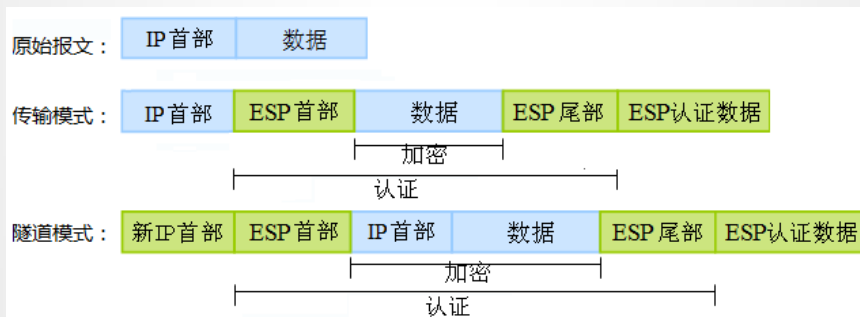 原始报文： IP首部 数据
传输模式： IP首部 ESP首部 数据 ESP尾部 ESP认证数据
加密
认证
隧道模式： 新IP首部 ESP首部 IP首部 数据 ESP尾部 ESP认证数据
加密
认证